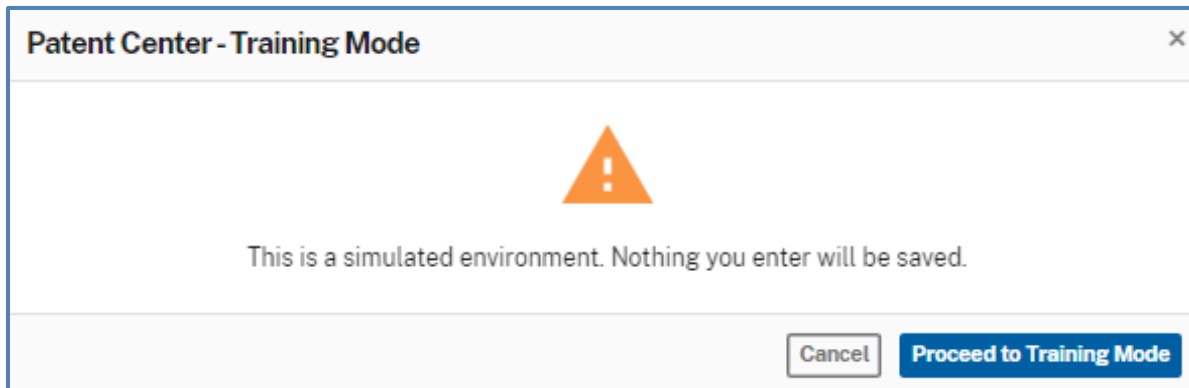 Patent Center - Training Mode
This is a simulated environment. Nothing you enter will be saved.
Cancel
Proceed to Training Mode